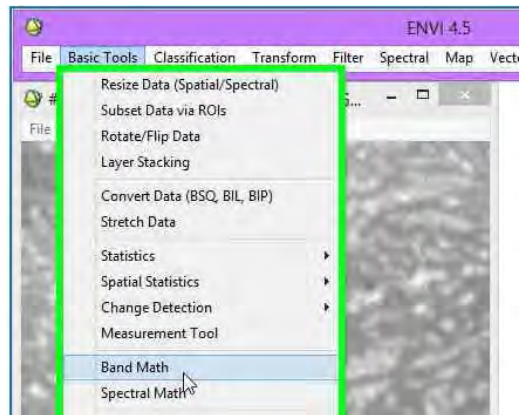 ENVI 4.5
File Basic Tools Classification Transform Filter Spectral Map
Resize Data (Spatial/Spectral)
Subset Data via ROIs
File
Rotate/Flip Data
Layer Stacking
Convert Data (BSQ, BIL, BIP)
Stretch Data
Statistics
Spatial Statistics
Change Detection
Measurement Tool
Band Math
Spectral Math